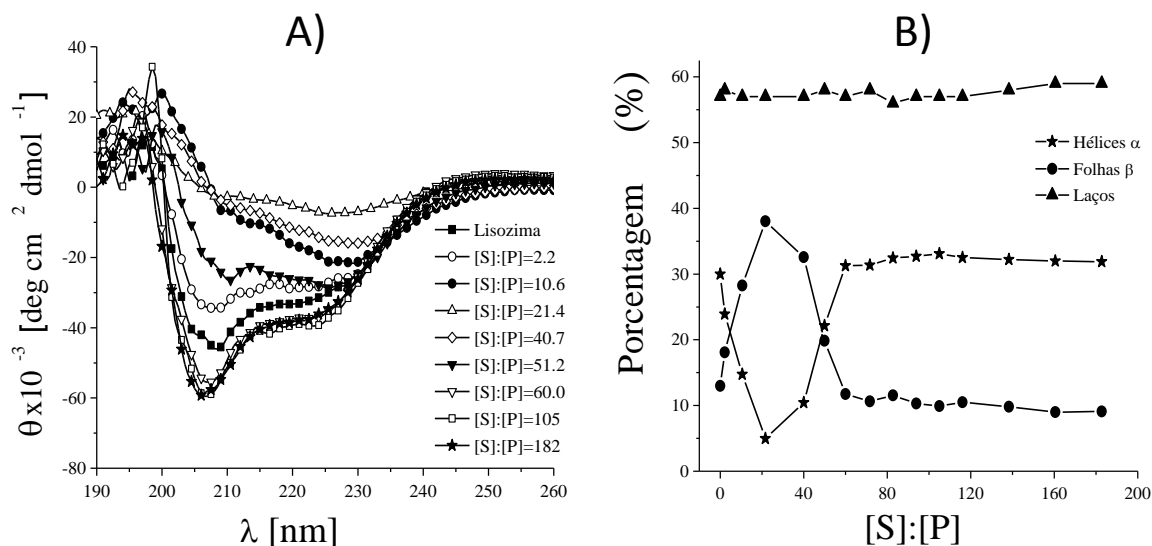 A)
θx10⁻³ [deg cm ² dmol ⁻¹]
40
20
0
-20
-40
-60
-80
190 200 210 220 230 240 250 260
λ [nm]
Lisozima
[S]:[P]=2.2
[S]:[P]=10.6
[S]:[P]=21.4
[S]:[P]=40.7
[S]:[P]=51.2
[S]:[P]=60.0
[S]:[P]=105
[S]:[P]=182
B)
Porcentagem (%)
60
50
40
30
20
10
0
0 40 80 120 160 200
[S]:[P]
Hélices α
Folhas β
Laços